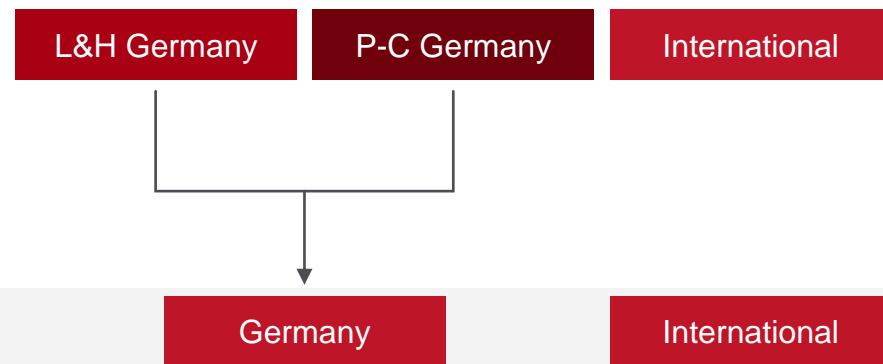 L&H Germany
P-C Germany
International
Germany
International